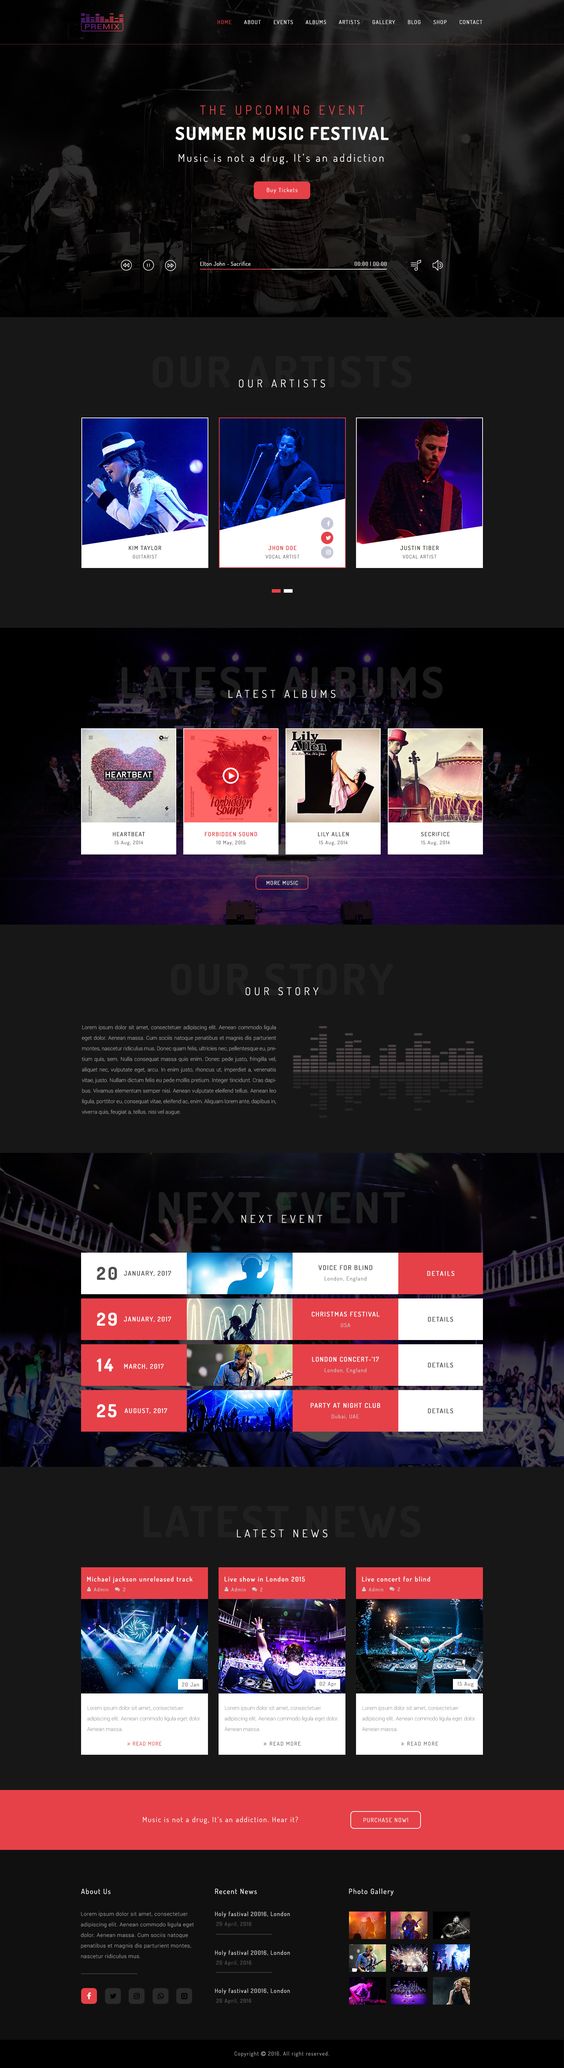 PREMIX
HOME ABOUT EVENTS ALBUMS ARTISTS GALLERY BLOG SHOP CONTACT
THE UPCOMING EVENT
SUMMER MUSIC FESTIVAL
Music is not a drug, It's an addiction
Buy Tickets
Elton John - Sacrifice 00:00 | 00:00
OUR ARTISTS
OUR ARTISTS
KIM TAYLOR
GUITARIST
JHON DOE
VOCAL ARTIST
JUSTIN TIBER
VOCAL ARTIST
LATEST ALBUMS
LATEST ALBUMS
HEARTBEAT
Forbidden
Sound
Lily
Allen
HEARTBEAT
15 Aug, 2014
FORBIDDEN SOUND
10 May, 2015
LILY ALLEN
15 Aug, 2014
SECRIFICE
15 Aug, 2014
MORE MUSIC
OUR STORY
OUR STORY
Lorem ipsum dolor sit amet, consectetuer adipiscing elit. Aenean commodo ligula
eget dolor. Aenean massa. Cum sociis natoque penatibus et magnis dis parturient
montes, nascetur ridiculus mus. Donec quam felis, ultricies nec, pellentesque eu, pre-
tium quis, sem. Nulla consequat massa quis enim. Donec pede justo, fringilla vel,
aliquet nec, vulputate eget, arcu. In enim justo, rhoncus ut, imperdiet a, venenatis
vitae, justo. Nullam dictum felis eu pede mollis pretium. Integer tincidunt. Cras dapi-
bus. Vivamus elementum semper nisi. Aenean vulputate eleifend tellus. Aenean leo
ligula, porttitor eu, consequat vitae, eleifend ac, enim. Aliquam lorem ante, dapibus in,
viverra quis, feugiat a, tellus. nisi vel augue.
NEXT EVENT
NEXT EVENT
20 JANUARY, 2017
VOICE FOR BLIND
London, England
DETAILS
29 JANUARY, 2017
CHRISTMAS FESTIVAL
USA
DETAILS
14 MARCH, 2017
LONDON CONCERT-'17
London, England
DETAILS
25 AUGUST, 2017
PARTY AT NIGHT CLUB
Dubai, UAE
DETAILS
LATEST NEWS
LATEST NEWS
Michael jackson unreleased track
Admin 2
20 Jan
Lorem ipsum dolor sit amet, consectetuer
adipiscing elit. Aenean commodo ligula eget dolor.
Aenean massa.
» READ MORE
Live show in London 2015
Admin 2
02 Apr
Lorem ipsum dolor sit amet, consectetuer
adipiscing elit. Aenean commodo ligula eget dolor.
Aenean massa.
» READ MORE
Live concert for blind
Admin 2
15 Aug
Lorem ipsum dolor sit amet, consectetuer
adipiscing elit. Aenean commodo ligula eget dolor.
Aenean massa.
» READ MORE
Music is not a drug, It's an addiction. Hear it?
PURCHASE NOW!
About Us
Lorem ipsum dolor sit amet, consectetuer
adipiscing elit. Aenean commodo ligula eget
dolor. Aenean massa. Cum sociis natoque
penatibus et magnis dis parturient montes,
nascetur ridiculus mus.
Recent News
Holy fastival 20016, London
25 April, 2016
Holy fastival 20016, London
25 April, 2016
Holy fastival 20016, London
25 April, 2016
Photo Gallery
Copyright © 2016. All right reserved.